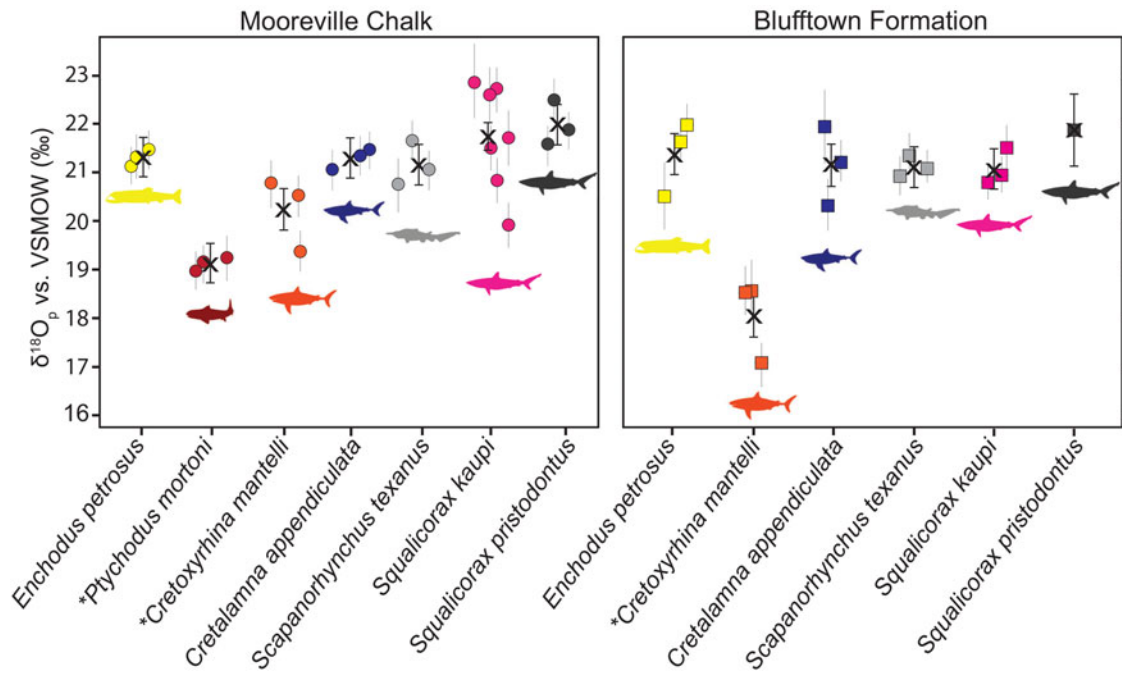 Mooreville Chalk
Blufftown Formation
δ¹⁸Oₚ vs. VSMOW (‰)
23
22
21
20
19
18
17
16
Enchodus petrosus
*Ptychodus mortoni
*Cretoxyrhina mantelli
Cretalamna appendiculata
Scapanorhynchus texanus
Squalicorax kaupi
Squalicorax pristodontus
Enchodus petrosus
*Cretoxyrhina mantelli
Cretalamna appendiculata
Scapanorhynchus texanus
Squalicorax kaupi
Squalicorax pristodontus